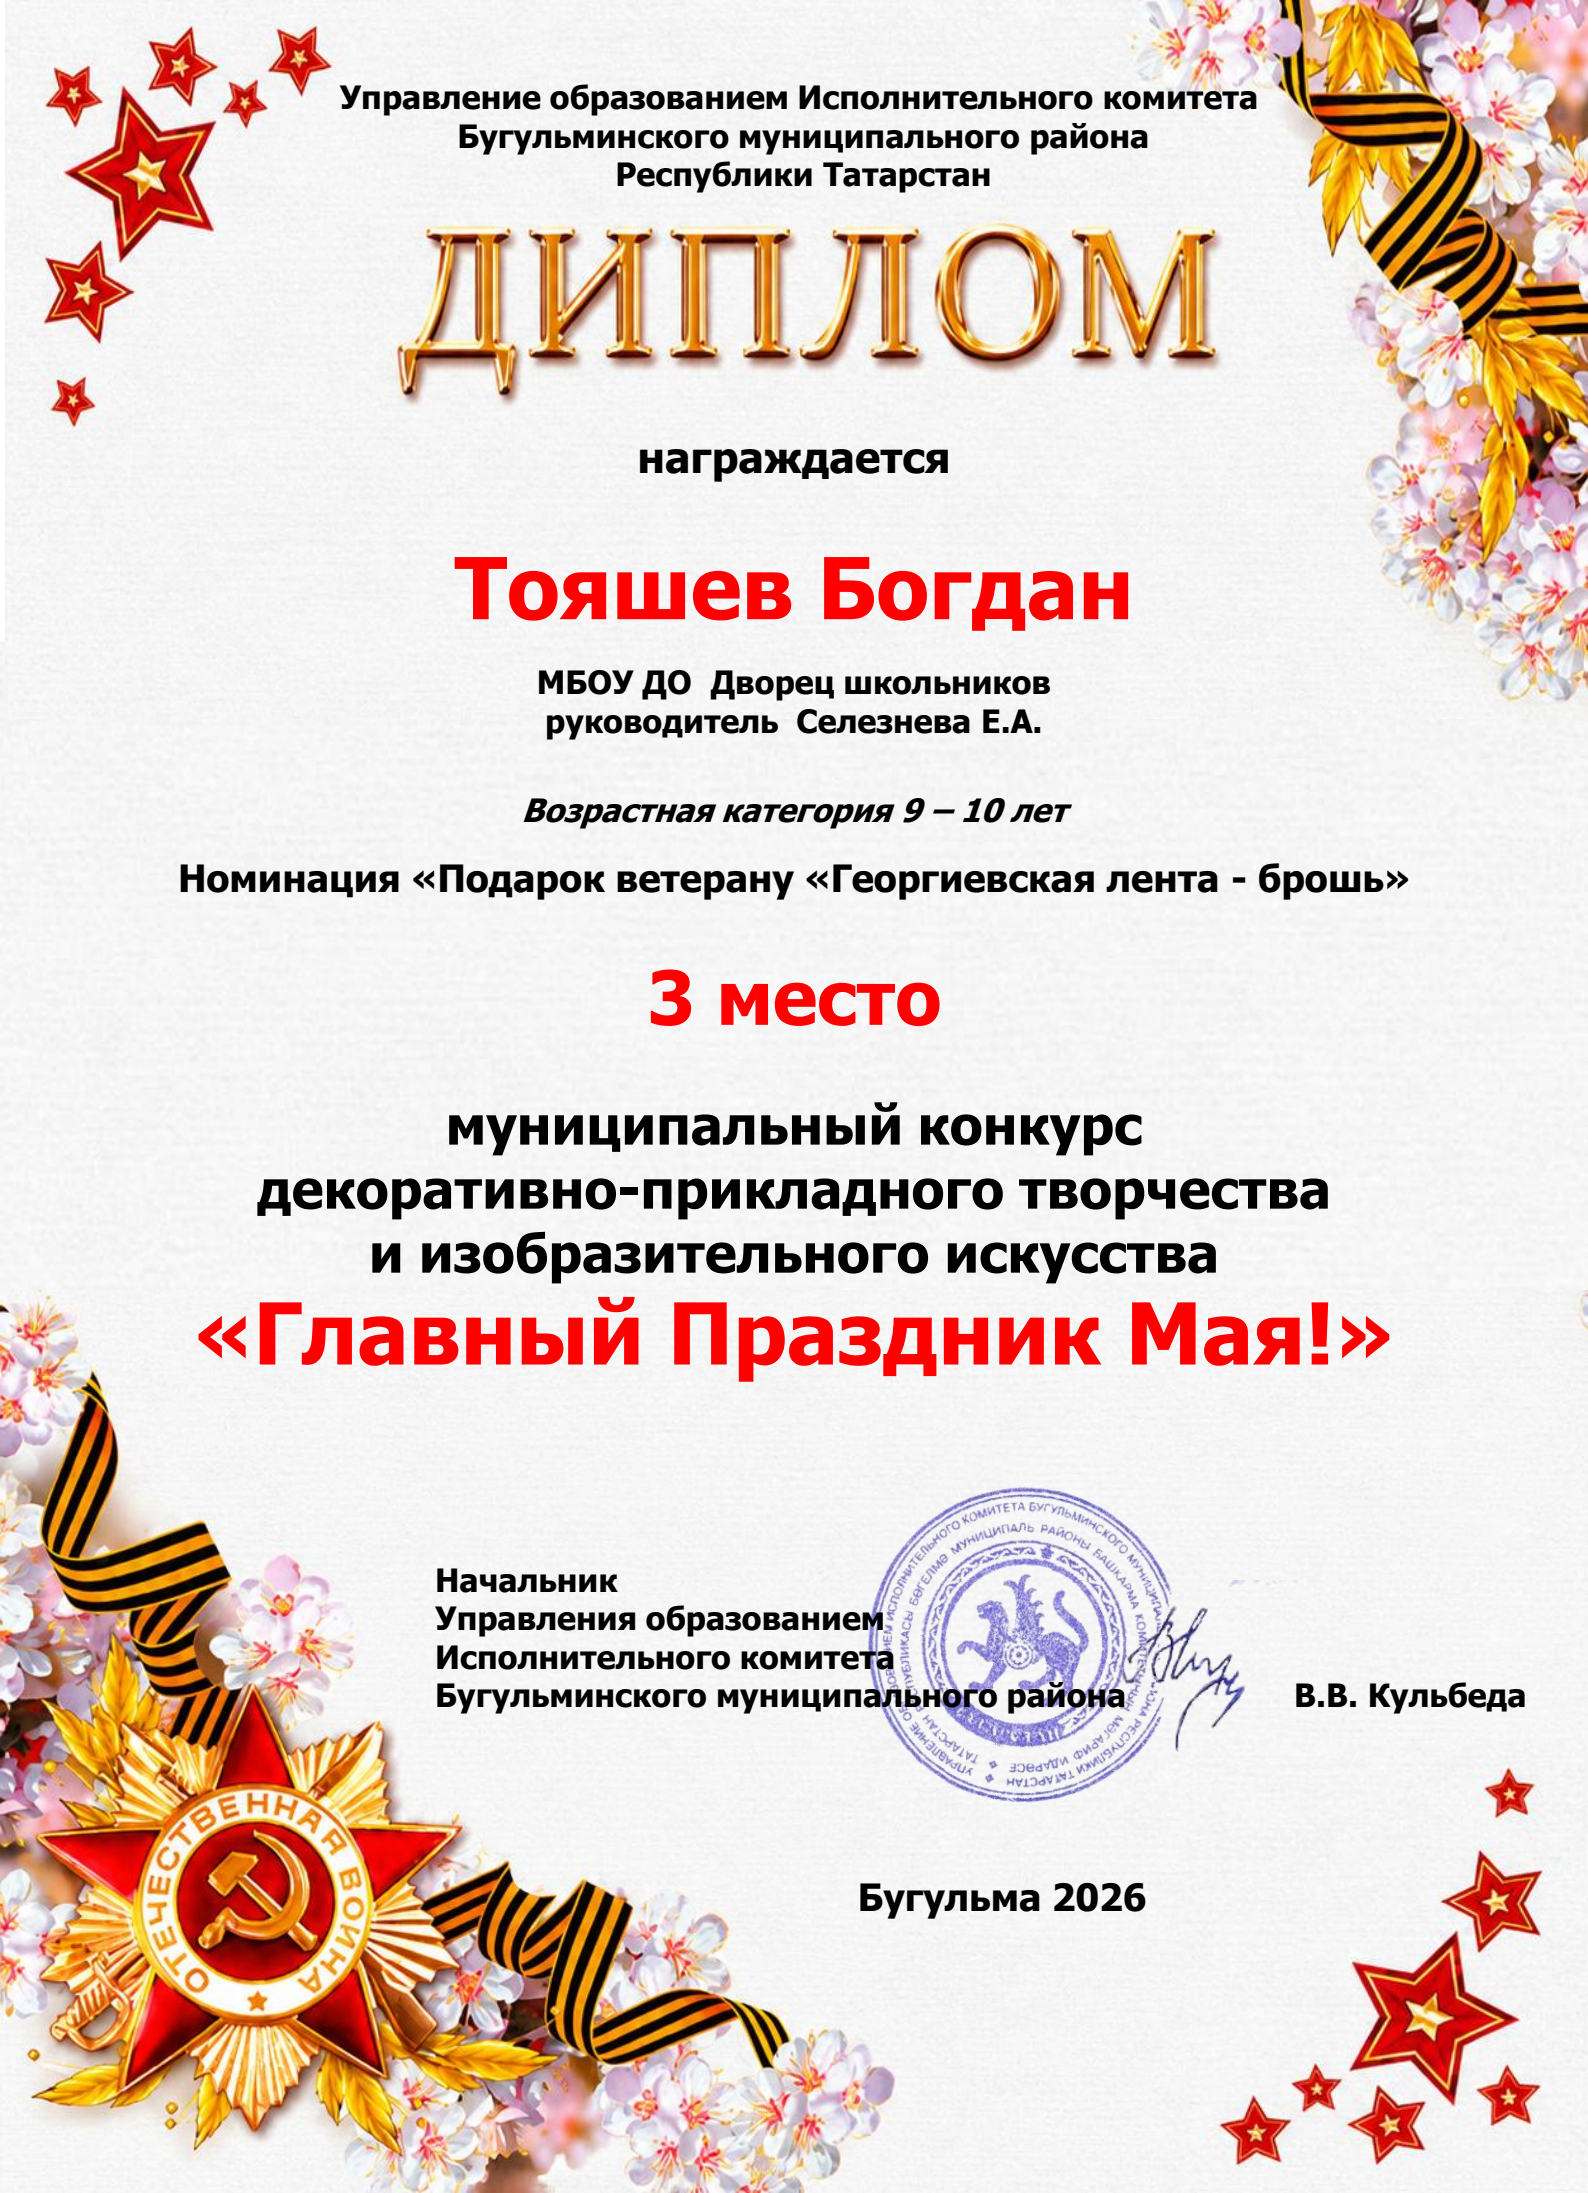 Управление образованием Исполнительного комитета
Бугульминского муниципального района
Республики Татарстан
ДИПЛОМ
награждается
Тояшев Богдан
МБОУ ДО  Дворец школьников
руководитель  Селезнева Е.А.
Возрастная категория 9 – 10 лет
Номинация «Подарок ветерану «Георгиевская лента - брошь»
3 место
муниципальный конкурс
декоративно-прикладного творчества
и изобразительного искусства
«Главный Праздник Мая!»
Начальник
Управления образованием
Исполнительного комитета
Бугульминского муниципального района
В.В. Кульбеда
ОТЕЧЕСТВЕННАЯ ВОЙНА
Бугульма 2026